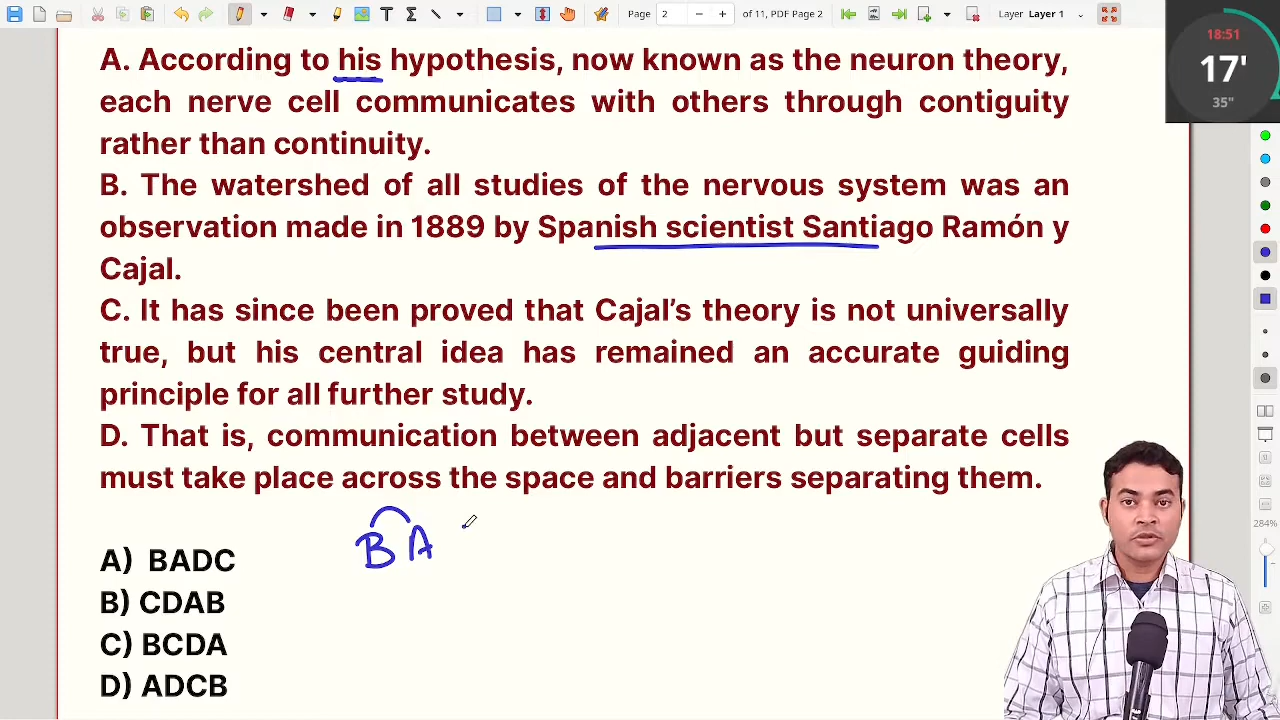 Page 2 of 11, PDF Page 2 Layer Layer 1
18:51
17'
35"
A. According to his hypothesis, now known as the neuron theory,
each nerve cell communicates with others through contiguity
rather than continuity.
B. The watershed of all studies of the nervous system was an
observation made in 1889 by Spanish scientist Santiago Ramón y
Cajal.
C. It has since been proved that Cajal's theory is not universally
true, but his central idea has remained an accurate guiding
principle for all further study.
D. That is, communication between adjacent but separate cells
must take place across the space and barriers separating them.
B A
A) BADC
B) CDAB
C) BCDA
D) ADCB
284%